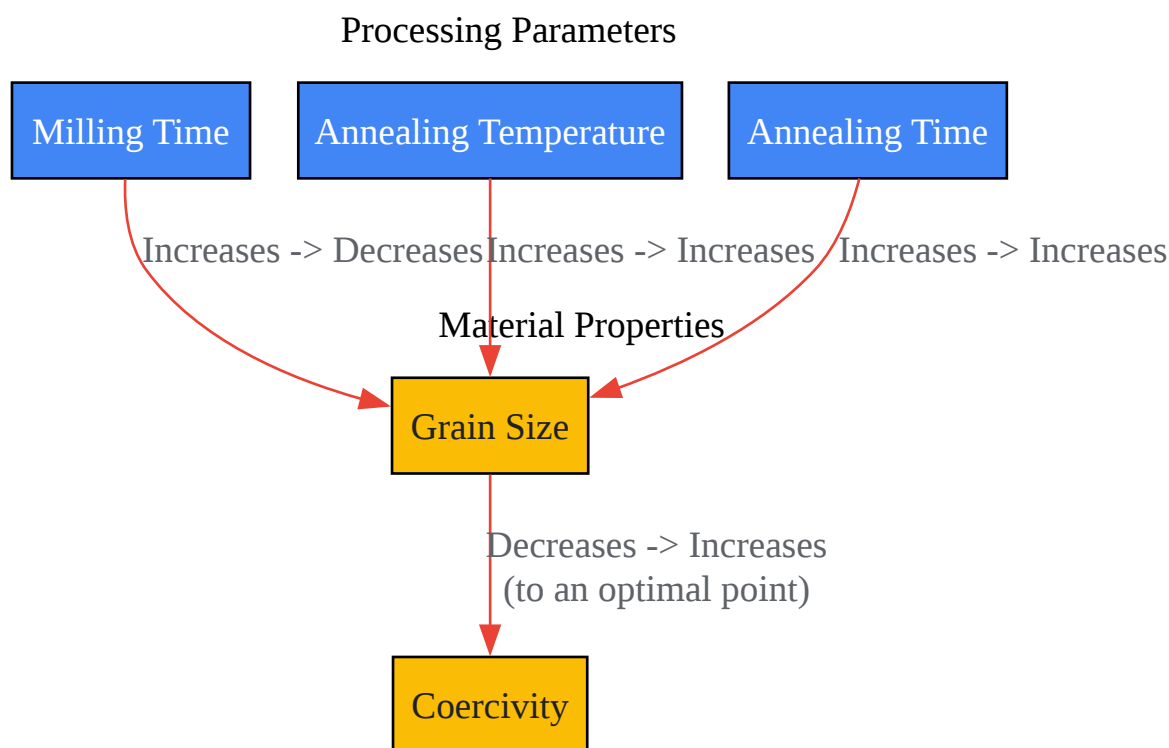 Processing Parameters
Milling Time
Annealing Temperature
Annealing Time
Increases -> Decreases
Increases -> Increases
Increases -> Increases
Material Properties
Grain Size
Decreases -> Increases
(to an optimal point)
Coercivity